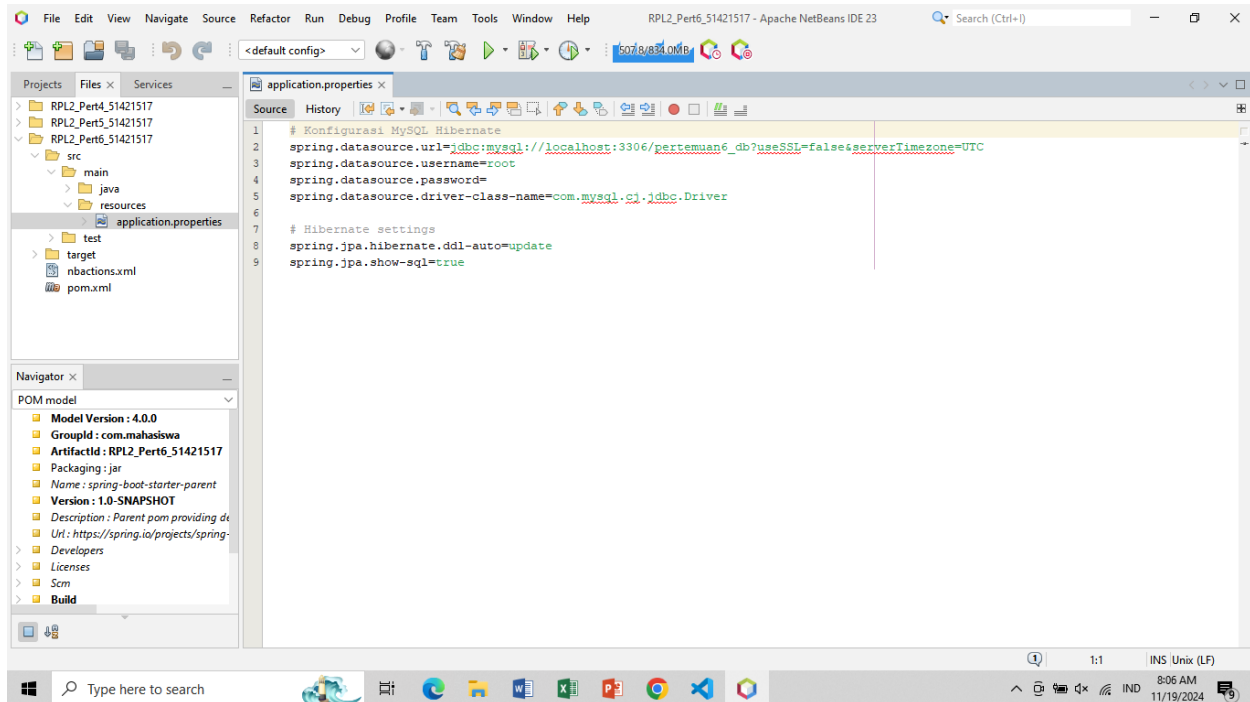 File Edit View Navigate Source Refactor Run Debug Profile Team Tools Window Help RPL2_Pert6_51421517 - Apache NetBeans IDE 23 Search (Ctrl+I)
<default config> 507.8/834.0MB
Projects Files Services
RPL2_Pert4_51421517
RPL2_Pert5_51421517
RPL2_Pert6_51421517
src
main
java
resources
application.properties
test
target
nbactions.xml
pom.xml
application.properties
Source History
1 # Konfigurasi MySQL Hibernate
2 spring.datasource.url=jdbc:mysql://localhost:3306/pertemuan6_db?useSSL=false&serverTimezone=UTC
3 spring.datasource.username=root
4 spring.datasource.password=
5 spring.datasource.driver-class-name=com.mysql.cj.jdbc.Driver
6
7 # Hibernate settings
8 spring.jpa.hibernate.ddl-auto=update
9 spring.jpa.show-sql=true
Navigator
POM model
Model Version : 4.0.0
GroupId : com.mahasiswa
ArtifactId : RPL2_Pert6_51421517
Packaging : jar
Name : spring-boot-starter-parent
Version : 1.0-SNAPSHOT
Description : Parent pom providing de
Url : https://spring.io/projects/spring-
Developers
Licenses
Scm
Build
1 1:1 INS Unix (LF)
Type here to search
IND
8:06 AM
11/19/2024
9